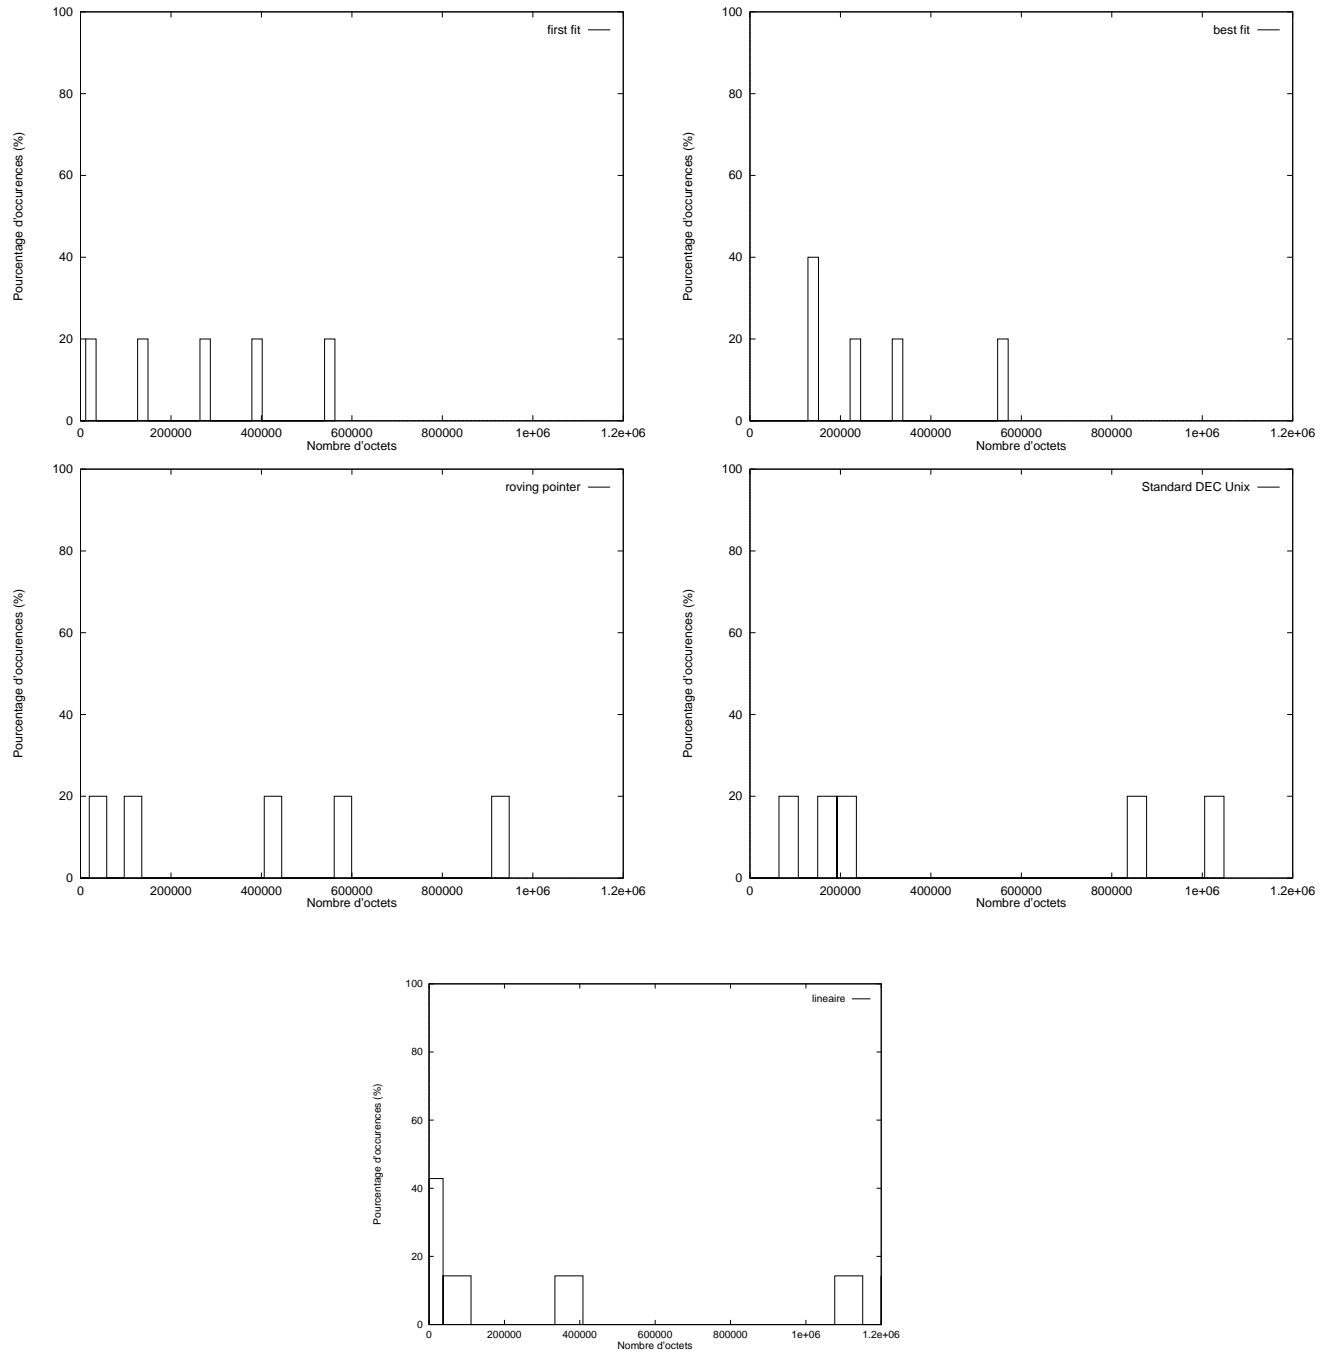 100
80
60
40
20
0
Pourcentage d'occurences (%)
first fit
0 200000 400000 600000 800000 1e+06 1.2e+06
Nombre d'octets
100
80
60
40
20
0
Pourcentage d'occurences (%)
best fit
0 200000 400000 600000 800000 1e+06 1.2e+06
Nombre d'octets
100
80
60
40
20
0
Pourcentage d'occurences (%)
roving pointer
0 200000 400000 600000 800000 1e+06 1.2e+06
Nombre d'octets
100
80
60
40
20
0
Pourcentage d'occurences (%)
Standard DEC Unix
0 200000 400000 600000 800000 1e+06 1.2e+06
Nombre d'octets
100
80
60
40
20
0
Pourcentage d'occurences (%)
lineaire
0 200000 400000 600000 800000 1e+06 1.2e+06
Nombre d'octets